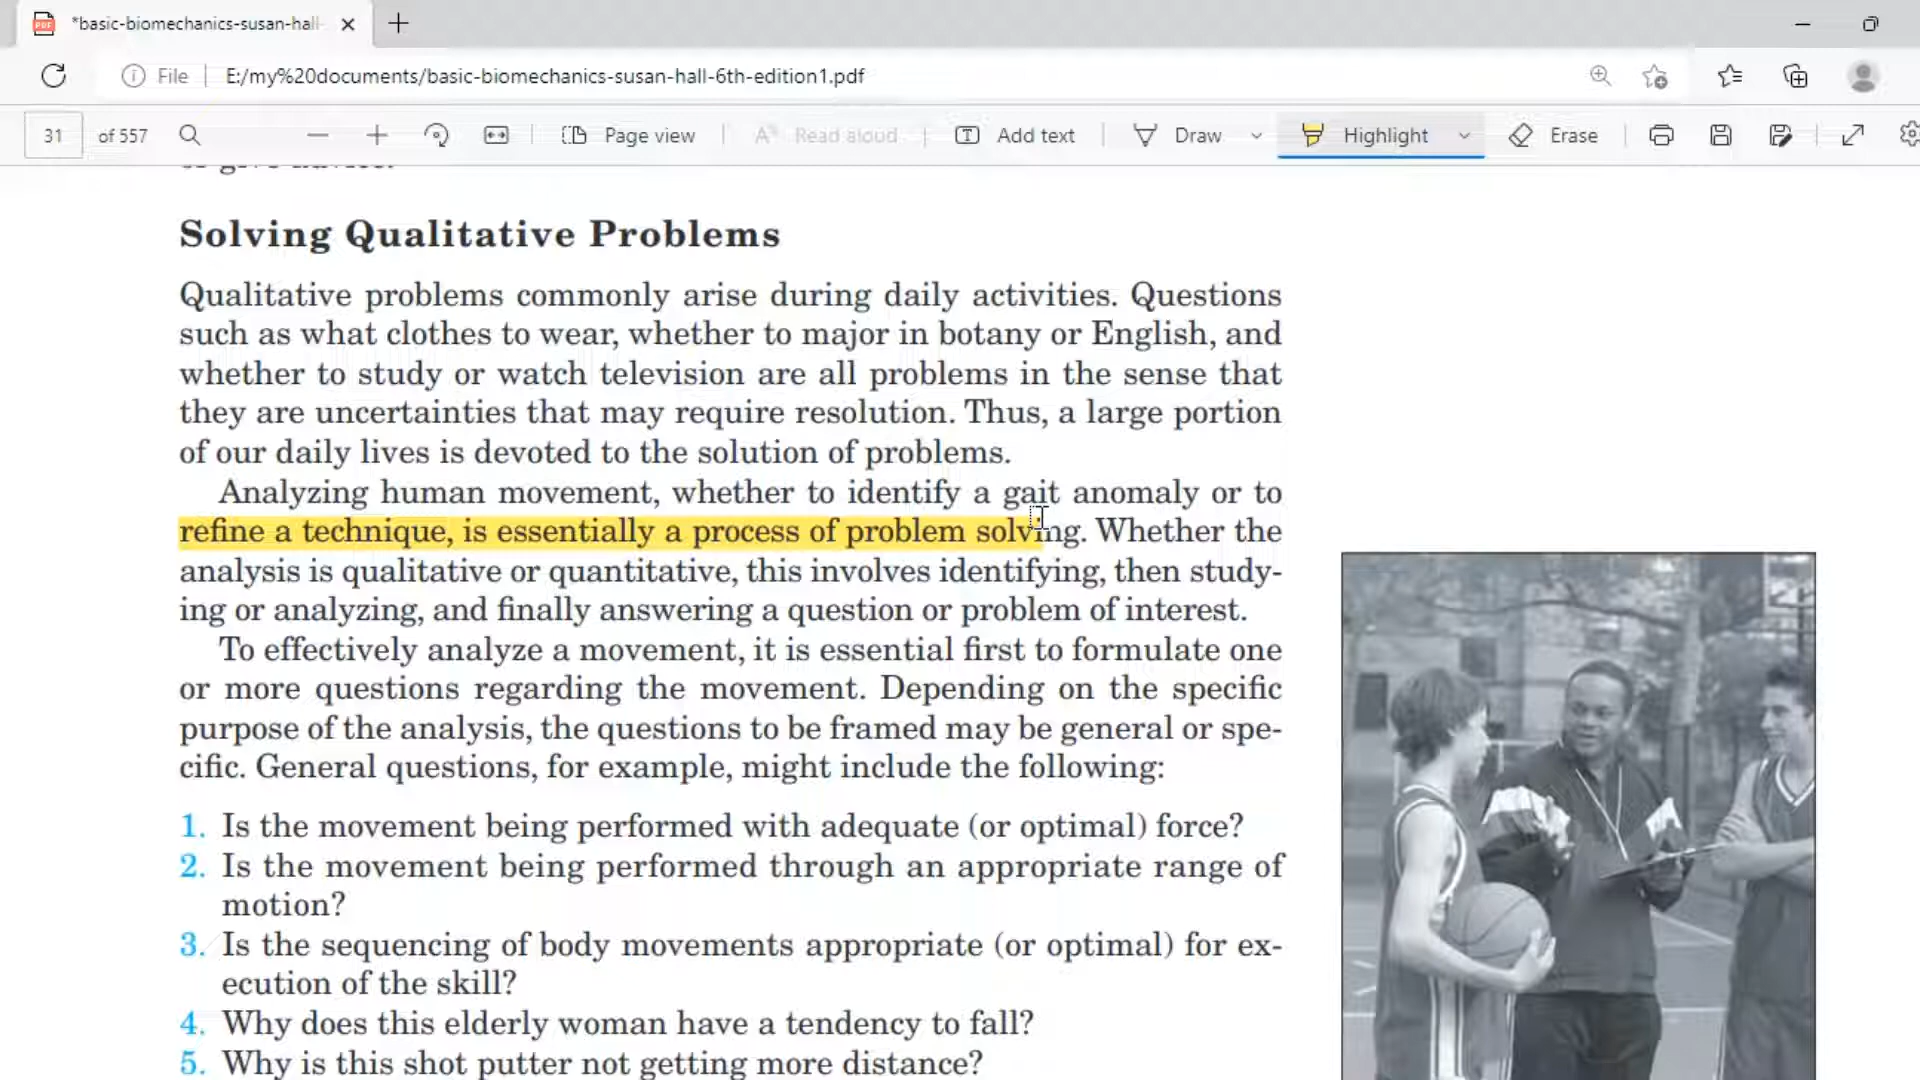 *basic-biomechanics-susan-hall-
File
E:/my%20documents/basic-biomechanics-susan-hall-6th-edition1.pdf
31 of 557
Page view
Read aloud
Add text
Draw
Highlight
Erase
Solving Qualitative Problems
Qualitative problems commonly arise during daily activities. Questions
such as what clothes to wear, whether to major in botany or English, and
whether to study or watch television are all problems in the sense that
they are uncertainties that may require resolution. Thus, a large portion
of our daily lives is devoted to the solution of problems.
Analyzing human movement, whether to identify a gait anomaly or to
refine a technique, is essentially a process of problem solving. Whether the
analysis is qualitative or quantitative, this involves identifying, then study-
ing or analyzing, and finally answering a question or problem of interest.
To effectively analyze a movement, it is essential first to formulate one
or more questions regarding the movement. Depending on the specific
purpose of the analysis, the questions to be framed may be general or spe-
cific. General questions, for example, might include the following:
1. Is the movement being performed with adequate (or optimal) force?
2. Is the movement being performed through an appropriate range of
motion?
3. Is the sequencing of body movements appropriate (or optimal) for ex-
ecution of the skill?
4. Why does this elderly woman have a tendency to fall?
5. Why is this shot putter not getting more distance?